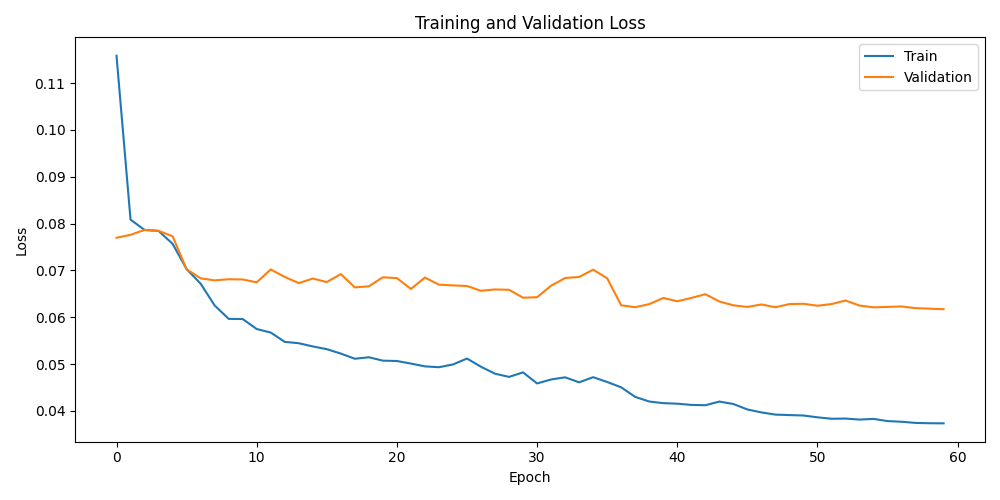 Training and Validation Loss
Train
Validation
Loss
0.11
0.10
0.09
0.08
0.07
0.06
0.05
0.04
0 10 20 30 40 50 60
Epoch